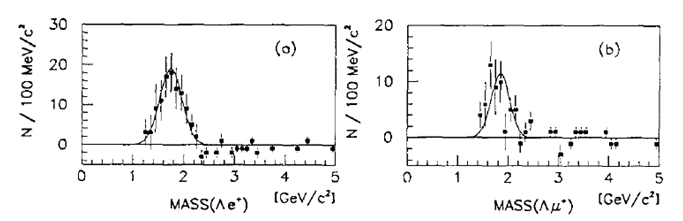 30
20
10
0
N / 100 MeV/c²
(a)
0 1 2 3 4 5
MASS(Λe⁺) [GeV/c²]
20
10
0
N / 100 MeV/c²
(b)
0 1 2 3 4 5
MASS(Λμ⁺) [GeV/c²]